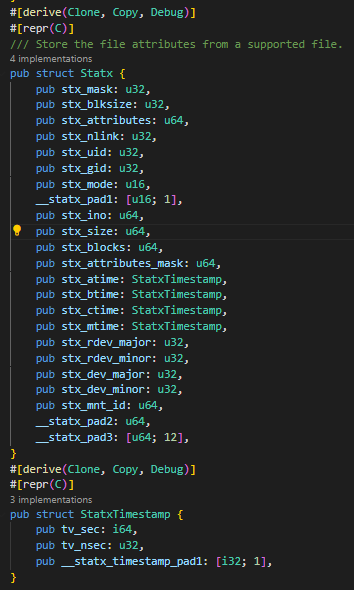 #[derive(Clone, Copy, Debug)]
#[repr(C)]
/// Store the file attributes from a supported file.
4 implementations
pub struct Statx {
    pub stx_mask: u32,
    pub stx_blksize: u32,
    pub stx_attributes: u64,
    pub stx_nlink: u32,
    pub stx_uid: u32,
    pub stx_gid: u32,
    pub stx_mode: u16,
    __statx_pad1: [u16; 1],
    pub stx_ino: u64,
    pub stx_size: u64,
    pub stx_blocks: u64,
    pub stx_attributes_mask: u64,
    pub stx_atime: StatxTimestamp,
    pub stx_btime: StatxTimestamp,
    pub stx_ctime: StatxTimestamp,
    pub stx_mtime: StatxTimestamp,
    pub stx_rdev_major: u32,
    pub stx_rdev_minor: u32,
    pub stx_dev_major: u32,
    pub stx_dev_minor: u32,
    pub stx_mnt_id: u64,
    __statx_pad2: u64,
    __statx_pad3: [u64; 12],
}
#[derive(Clone, Copy, Debug)]
#[repr(C)]
3 implementations
pub struct StatxTimestamp {
    pub tv_sec: i64,
    pub tv_nsec: u32,
    pub __statx_timestamp_pad1: [i32; 1],
}